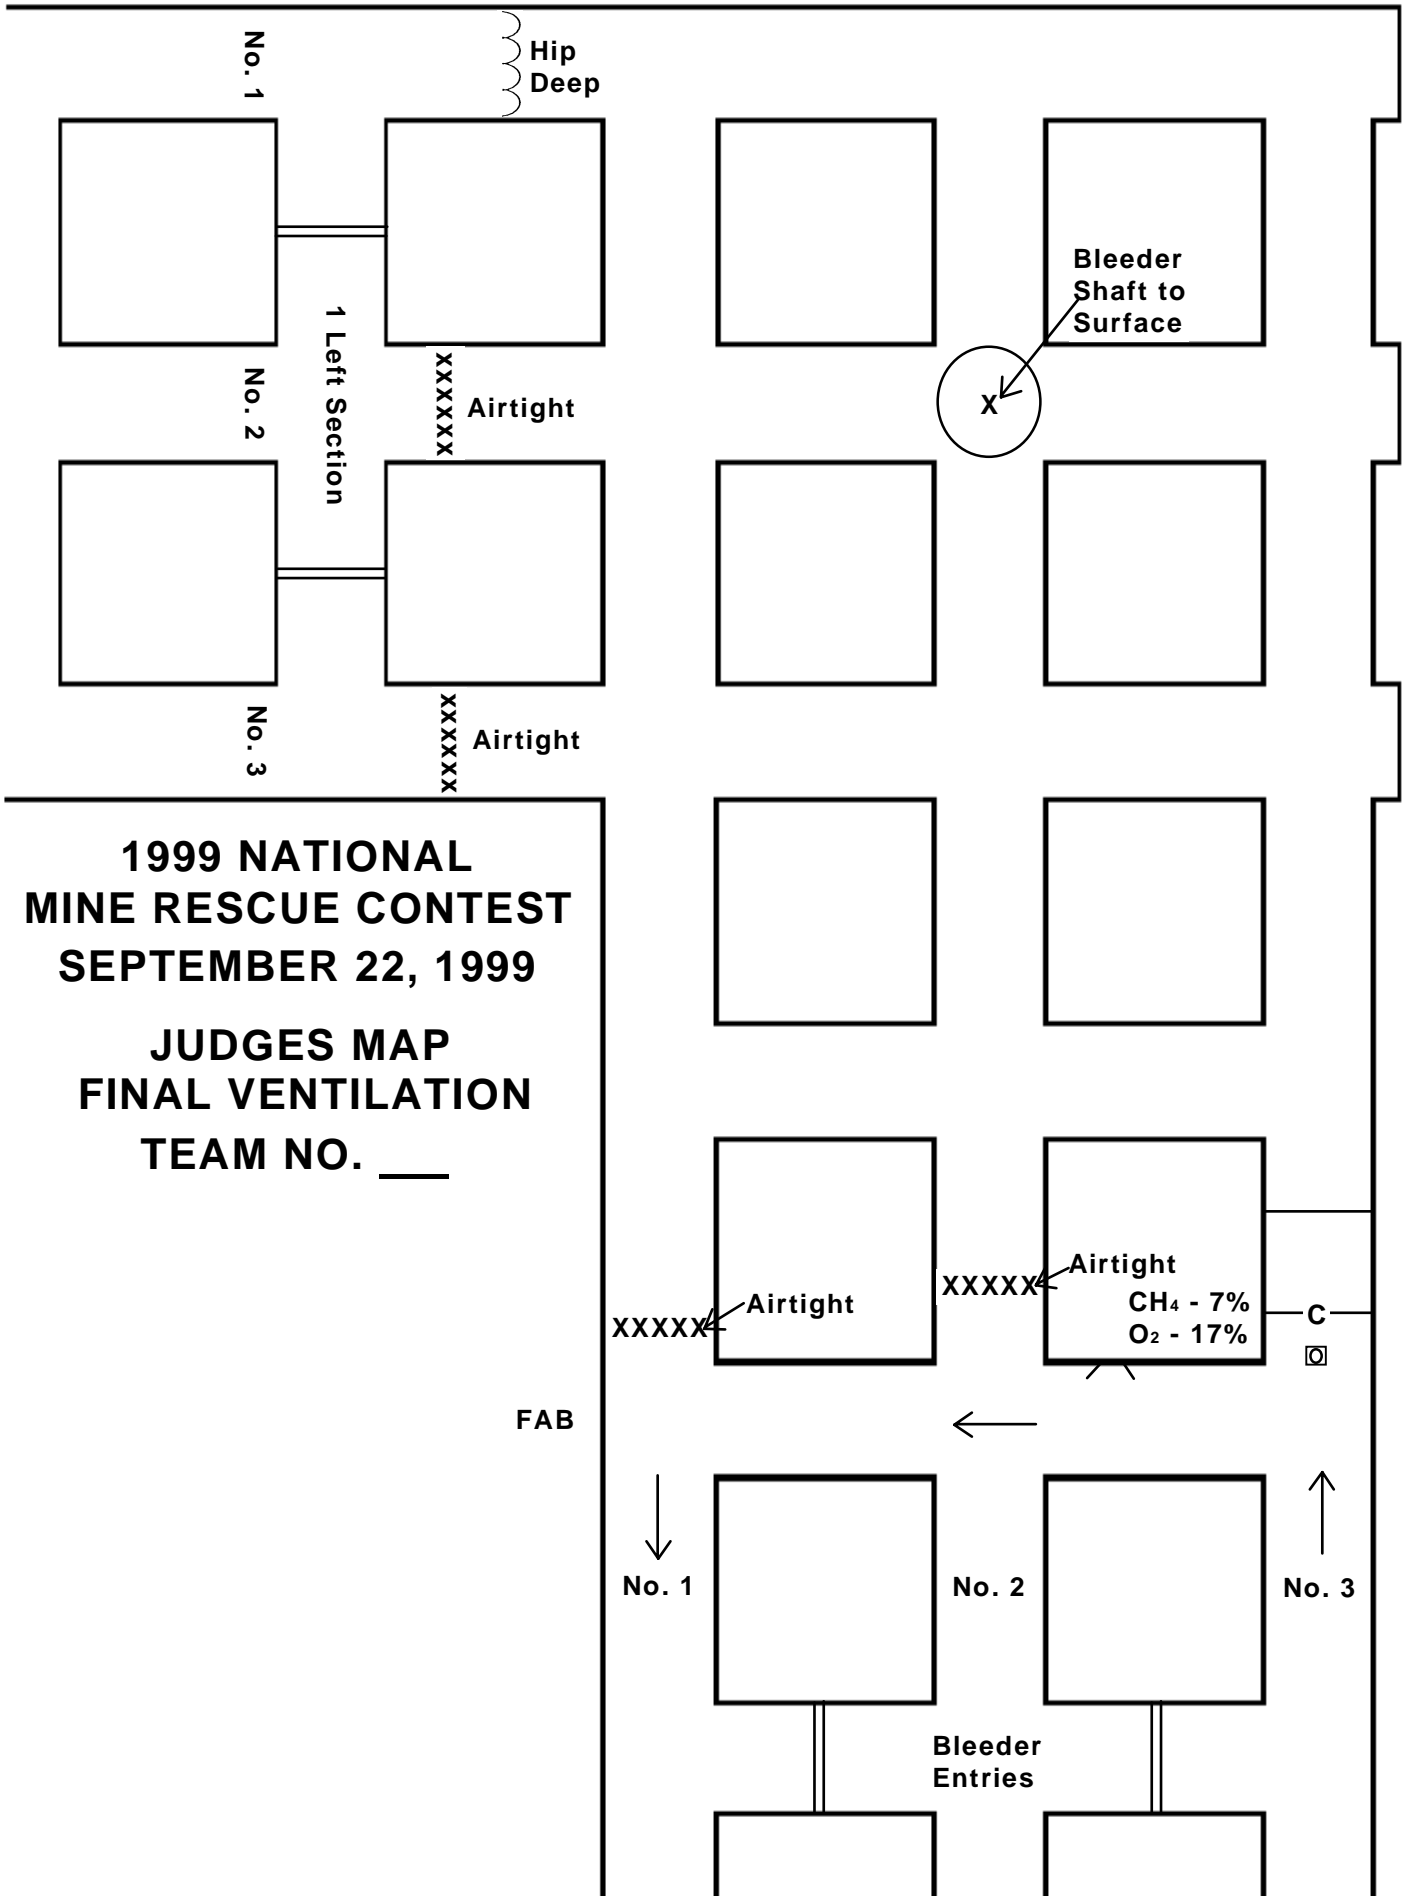 No. 1
Hip
Deep
Bleeder
Shaft to
Surface
X
1 Left Section
No. 2
xxxxxx
Airtight
No. 3
xxxxxx
Airtight
1999 NATIONAL
MINE RESCUE CONTEST
SEPTEMBER 22, 1999
JUDGES MAP
FINAL VENTILATION
TEAM NO. ___
Airtight
XXXXX
CH4 - 7%
O2 - 17%
Airtight
XXXXX
C
O
FAB
No. 1
No. 2
No. 3
Bleeder
Entries